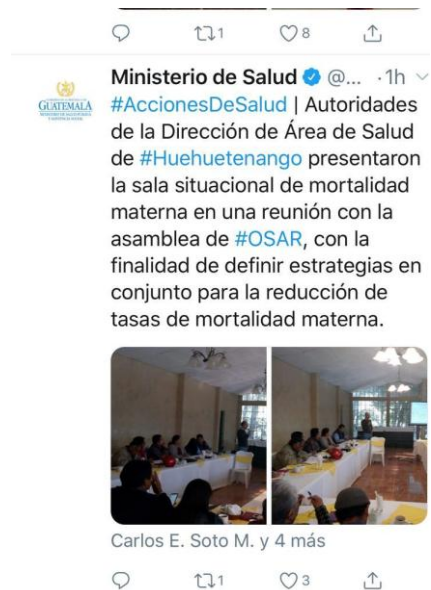 1 8
Ministerio de Salud @... · 1h
#AccionesDeSalud | Autoridades
de la Dirección de Área de Salud
de #Huehuetenango presentaron
la sala situacional de mortalidad
materna en una reunión con la
asamblea de #OSAR, con la
finalidad de definir estrategias en
conjunto para la reducción de
tasas de mortalidad materna.
GUATEMALA
Carlos E. Soto M. y 4 más
1 3